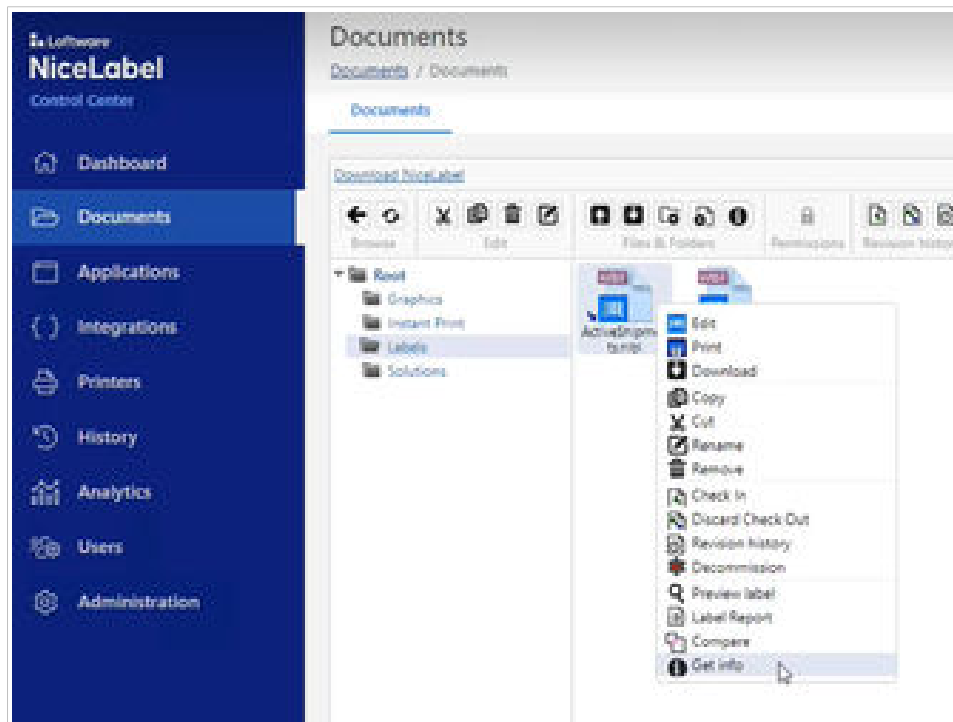 Loftware
NiceLabel
Control Center
Dashboard
Documents
Applications
Integrations
Printers
History
Analytics
Users
Administration
Documents
Documents / Documents
Documents
Download NiceLabel
Browse
Edit
Files & Folders
Permissions
Revision history
Root
Graphics
Instant Print
Labels
Solutions
Edit
Print
Download
Copy
Cut
Rename
Remove
Check In
Discard Check Out
Revision history
Decommission
Preview label
Label Report
Compare
Get info